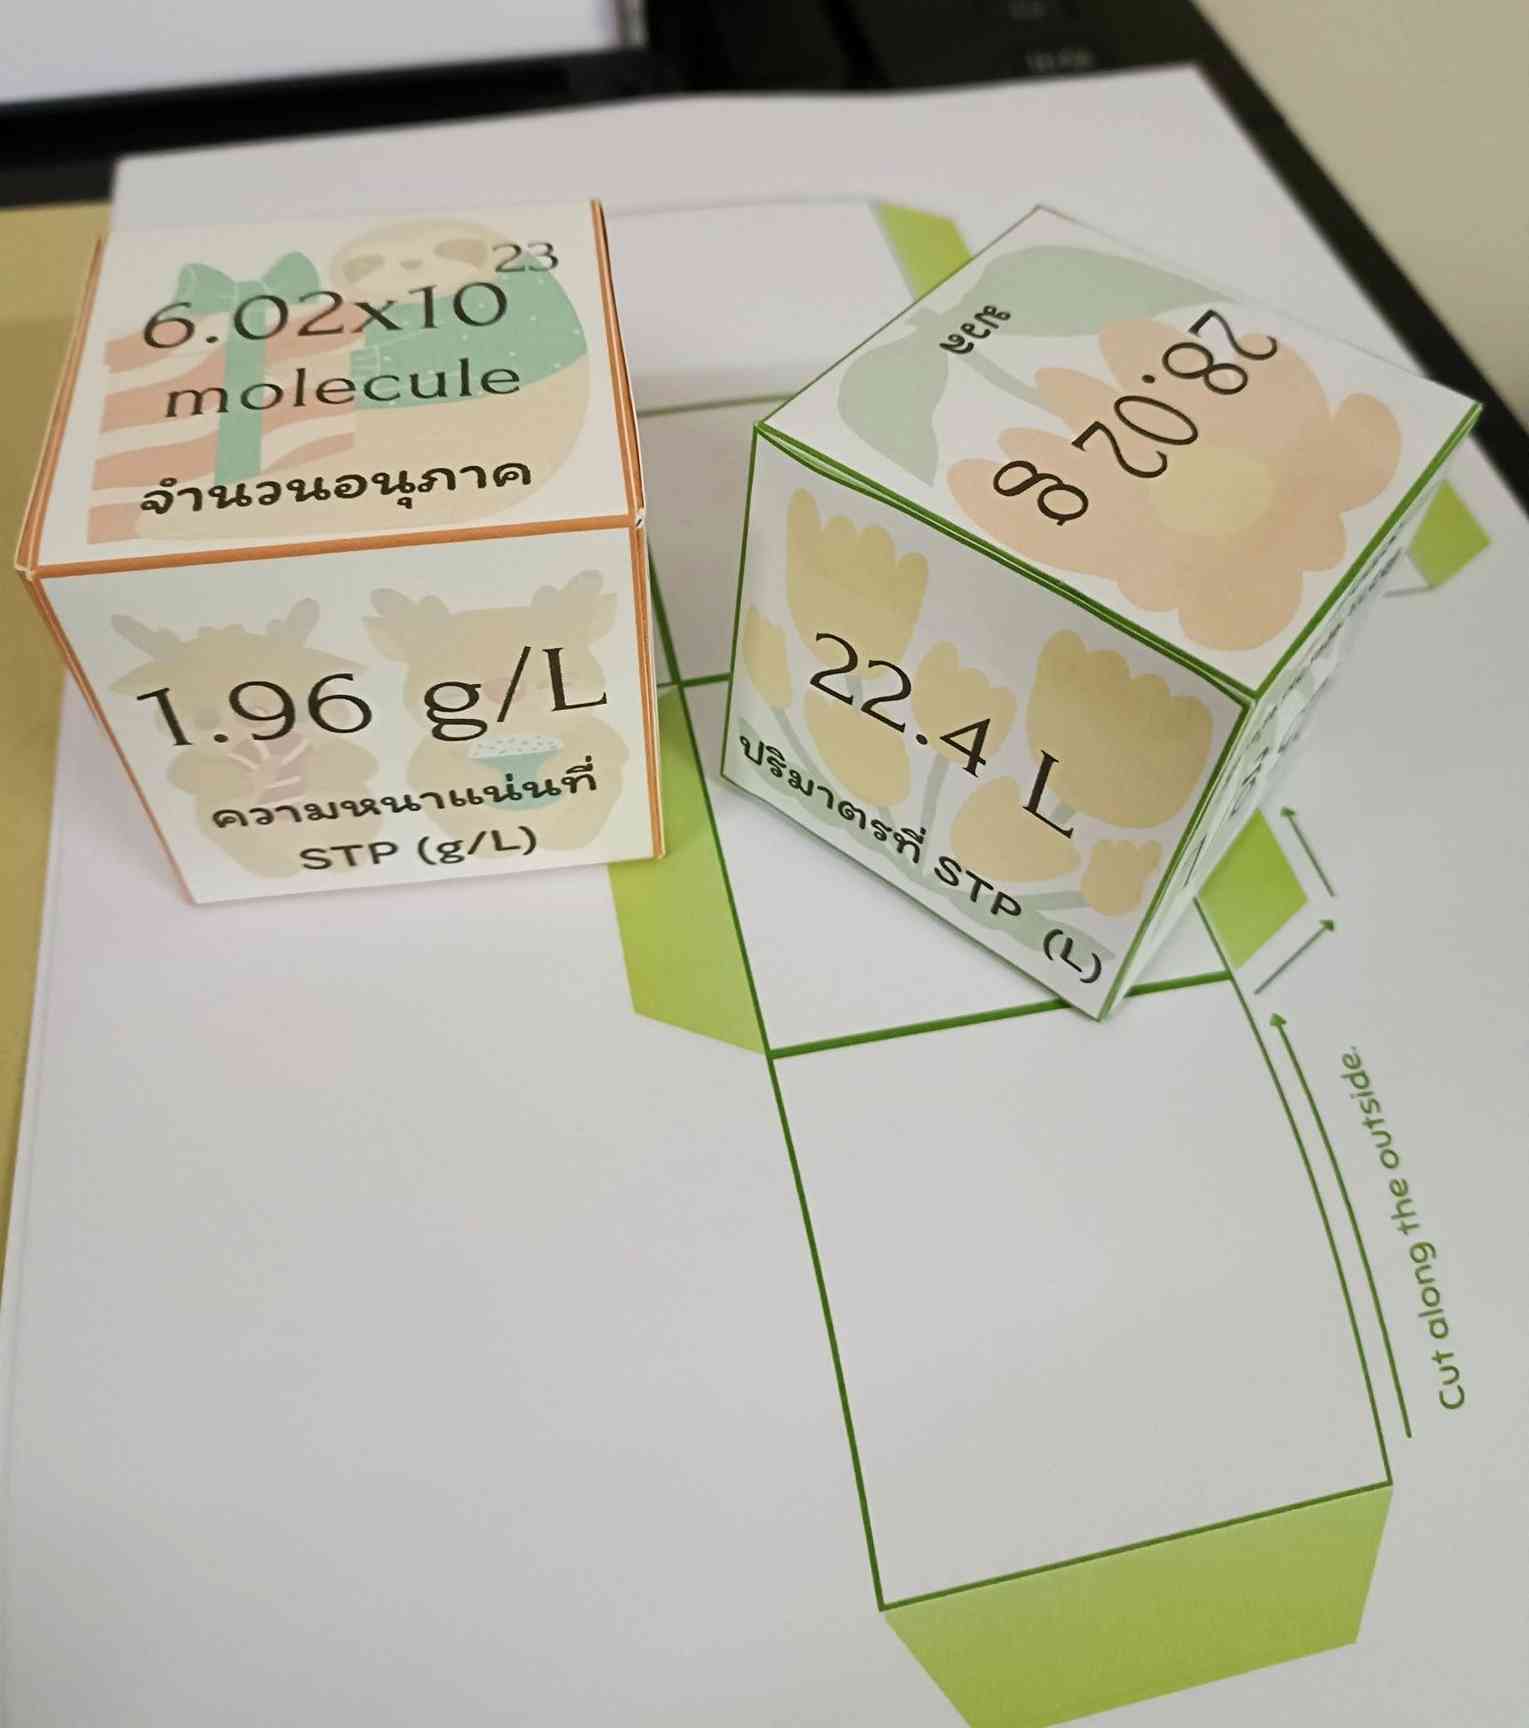 6.02x10²³
molecule
จำนวนอนุภาค
1.96 g/L
ความหนาแน่นที่
STP (g/L)
มวล
28.02 g
22.4 L
ปริมาตรที่ STP (L)
Cut along the outside.